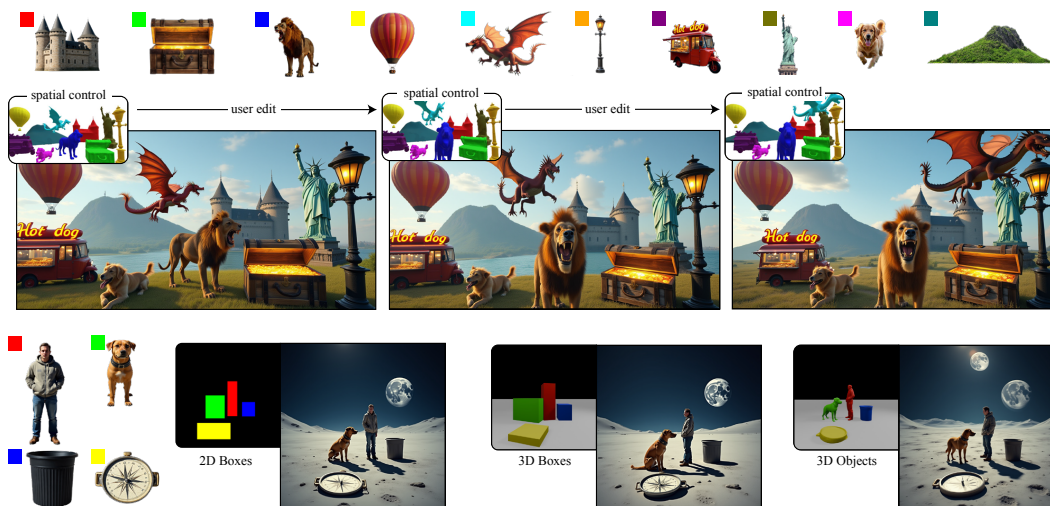 Hot dog
spatial control
user edit
spatial control
user edit
spatial control
Hot dog
Hot dog
Hot dog
2D Boxes
3D Boxes
3D Objects